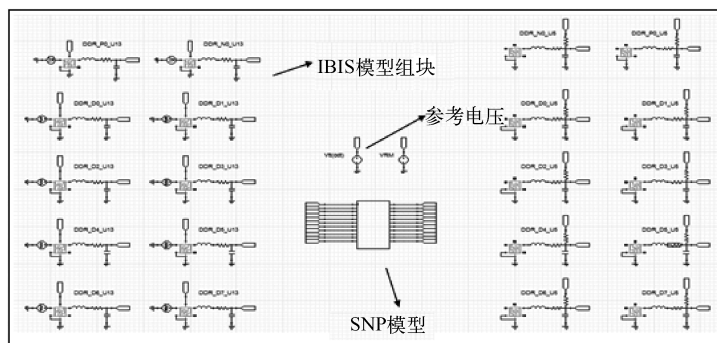 DDR_P0_U13
DDR_N0_U13
DDR_N0_U5
DDR_P0_U5
IBIS模型组块
DDR_D0_U13
DDR_D1_U13
参考电压
DDR_D0_U5
DDR_D1_U5
VRM
DDR_D2_U13
DDR_D3_U13
DDR_D2_U5
DDR_D3_U5
DDR_D4_U13
DDR_D5_U13
DDR_D4_U5
DDR_D5_U5
DDR_D6_U13
DDR_D7_U13
DDR_D6_U5
DDR_D7_U5
SNP模型